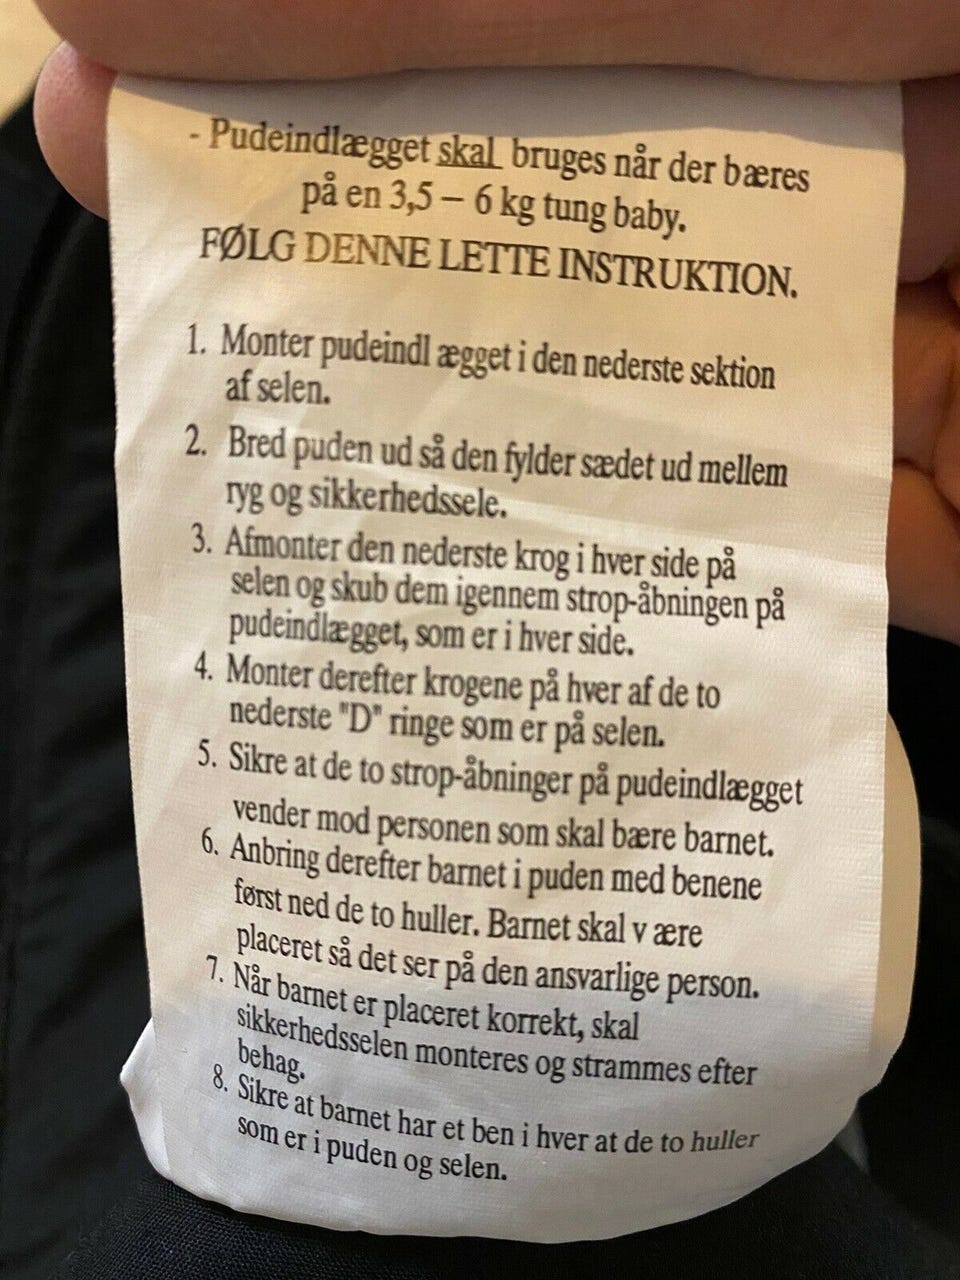 - Pudeindlægget skal bruges når der bæres
på en 3,5 – 6 kg tung baby.
FØLG DENNE LETTE INSTRUKTION.
1. Monter pudeindl ægget i den nederste sektion
af selen.
2. Bred puden ud så den fylder sædet ud mellem
ryg og sikkerhedssele.
3. Afmonter den nederste krog i hver side på
selen og skub dem igennem strop-åbningen på
pudeindlægget, som er i hver side.
4. Monter derefter krogene på hver af de to
nederste "D" ringe som er på selen.
5. Sikre at de to strop-åbninger på pudeindlægget
vender mod personen som skal bære barnet.
6. Anbring derefter barnet i puden med benene
først ned de to huller. Barnet skal v ære
placeret så det ser på den ansvarlige person.
7. Når barnet er placeret korrekt, skal
sikkerhedsselen monteres og strammes efter
behag.
8. Sikre at barnet har et ben i hver at de to huller
som er i puden og selen.